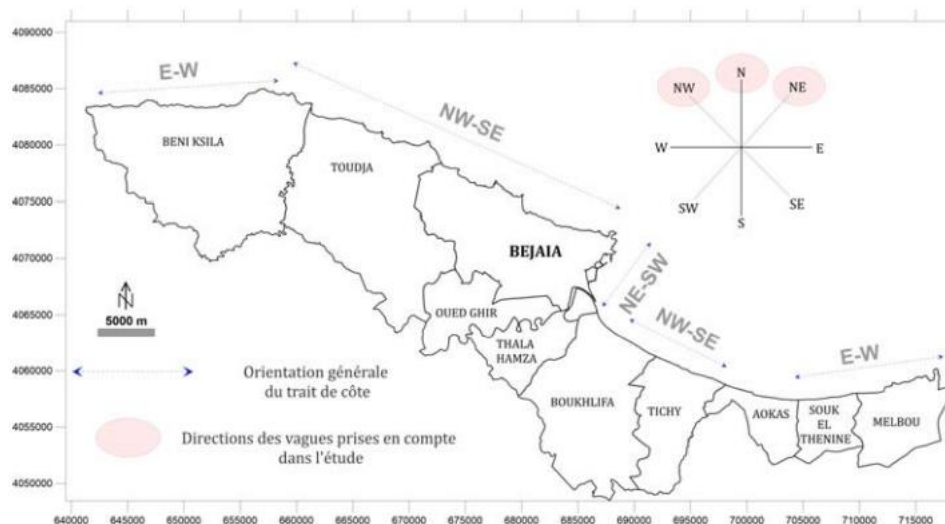 4090000
4085000
4080000
4075000
4070000
4065000
4060000
4055000
4050000
E-W
NW-SE
NW
N
NE
W
E
SW
S
SE
BENI KSILA
TOUDJA
BEJAIA
NE-SW
NW-SE
E-W
N
5000 m
OUED GHIR
THALA
HAMZA
BOUKHLIFA
TICHY
AOKAS
SOUK
EL
THENINE
MELBOU
Orientation générale
du trait de côte
Directions des vagues prises en compte
dans l'étude
640000 645000 650000 655000 660000 665000 670000 675000 680000 685000 690000 695000 700000 705000 710000 715000